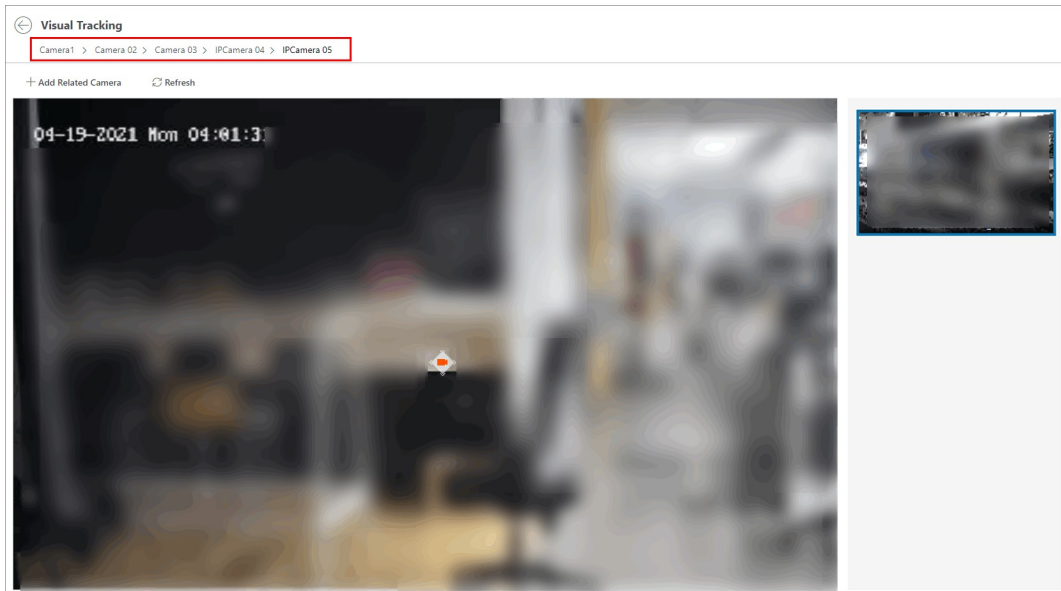 Visual Tracking
Camera1 > Camera 02 > Camera 03 > IPCamera 04 > IPCamera 05
+ Add Related Camera Refresh
04-19-2021 Mon 04:01:31